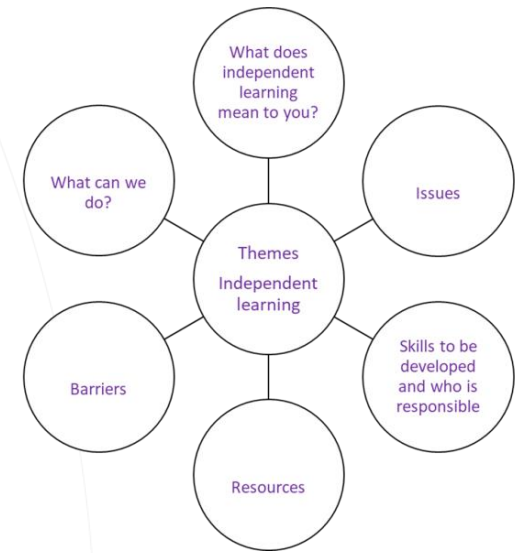 What does
independent
learning
mean to you?
What can we
do?
Issues
Themes
Independent
learning
Barriers
Skills to be
developed
and who is
responsible
Resources